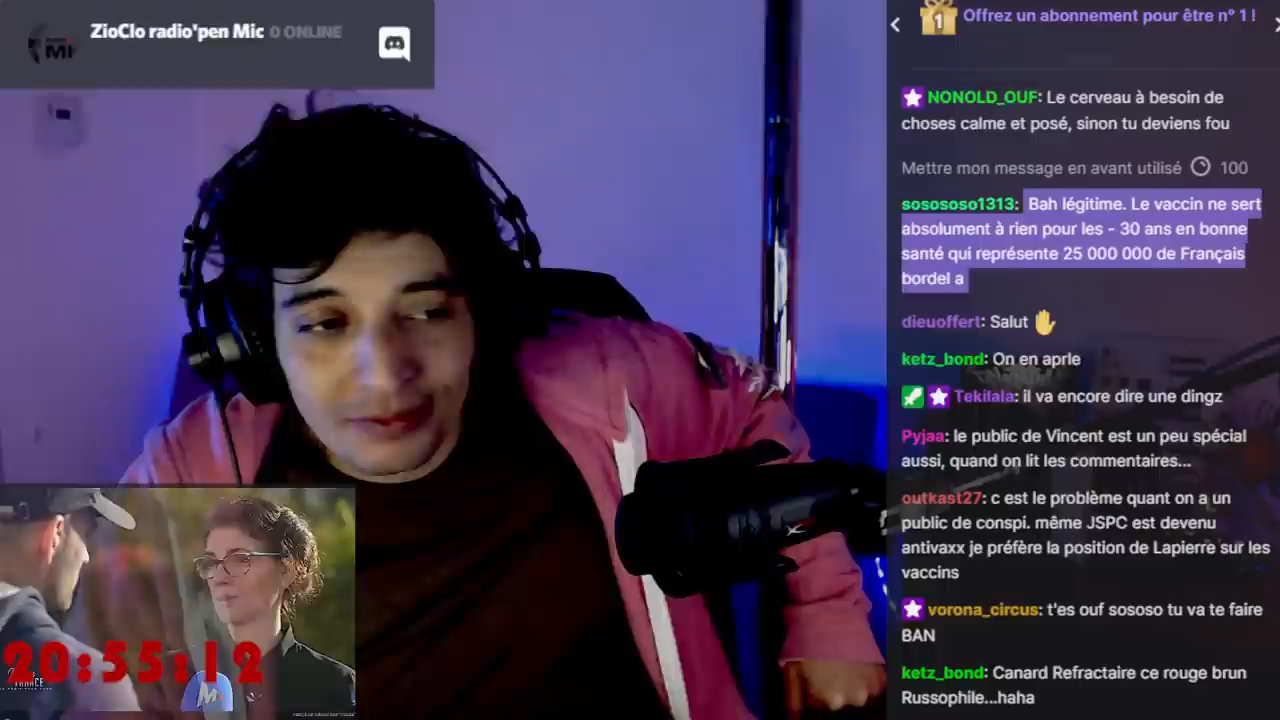 ZioClo radio'pen Mic 0 ONLINE
MI
1 Offrez un abonnement pour être n° 1 !
NONOLD_OUF: Le cerveau à besoin de
choses calme et posé, sinon tu deviens fou
Mettre mon message en avant utilisé 100
sosososo1313: Bah légitime. Le vaccin ne sert
absolument à rien pour les - 30 ans en bonne
santé qui représente 25 000 000 de Français
bordel a
dieuoffert: Salut
ketz_bond: On en aprle
Tekilala: il va encore dire une dingz
Pyjaa: le public de Vincent est un peu spécial
aussi, quand on lit les commentaires...
outkast27: c est le problème quant on a un
public de conspi. même JSPC est devenu
antivaxx je préfère la position de Lapierre sur les
vaccins
vorona_circus: t'es ouf sososo tu va te faire
BAN
ketz_bond: Canard Refractaire ce rouge brun
Russophile...haha
20:55:12